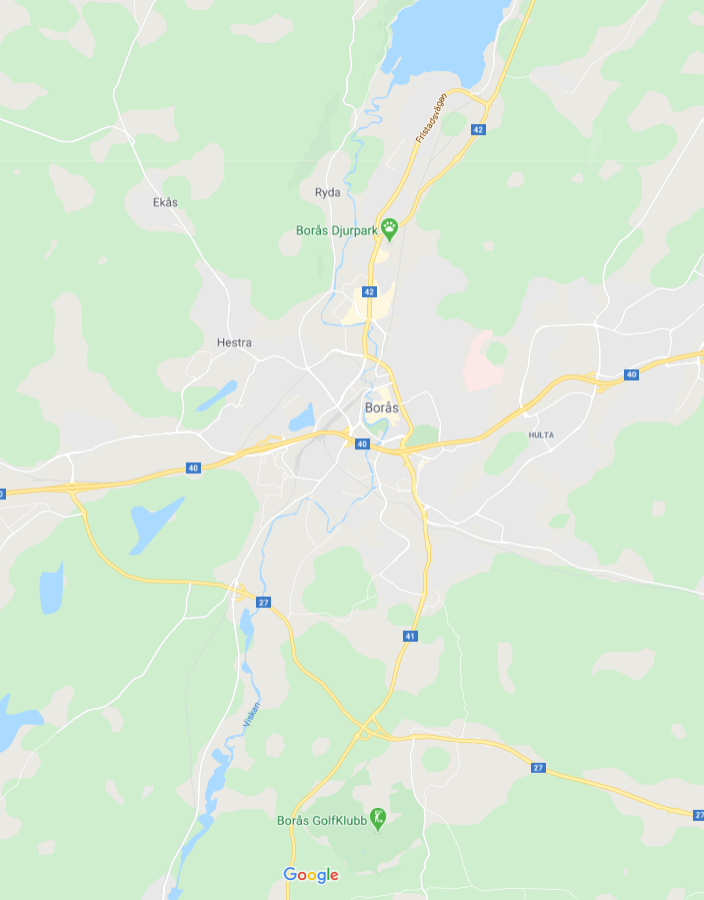 Fristadsvägen
42
Ryda
Ekås
Borås Djurpark
42
Hestra
40
Borås
HULTA
40
40
0
27
41
Viskan
27
27
Borås GolfKlubb
Google